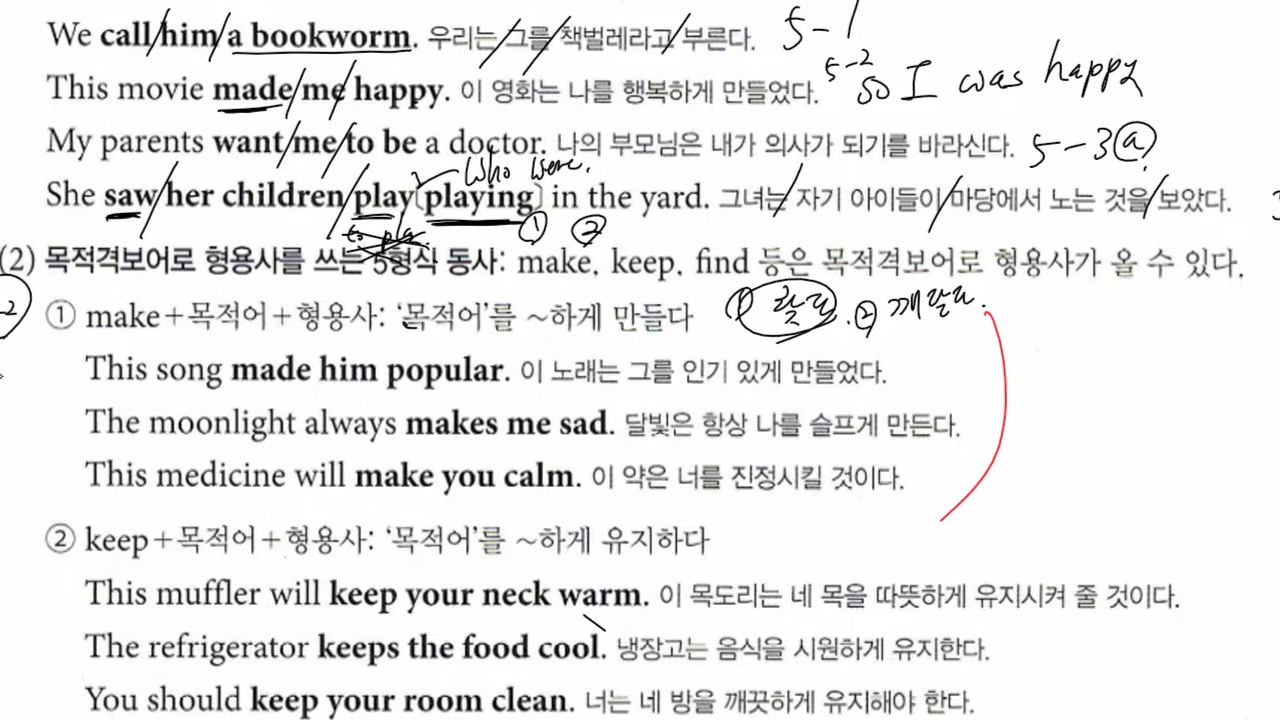 We call him a bookworm. 우리는 그를 책벌레라고 부른다. 5-1
This movie made me happy. 이 영화는 나를 행복하게 만들었다. 5-2 so I was happy
My parents want me to be a doctor. 나의 부모님은 내가 의사가 되기를 바라신다. 5-3ⓐ
who were.
She saw her children play[playing] in the yard. 그녀는 자기 아이들이 마당에서 노는 것을 보았다.
① ②
(2) 목적격보어로 형용사를 쓰는 5형식 동사: make, keep, find 등은 목적격보어로 형용사가 올 수 있다.
① ② 깨닫다.
① make+목적어+형용사: ‘목적어’를 ~하게 만들다
This song made him popular. 이 노래는 그를 인기 있게 만들었다.
The moonlight always makes me sad. 달빛은 항상 나를 슬프게 만든다.
This medicine will make you calm. 이 약은 너를 진정시킬 것이다.
② keep+목적어+형용사: ‘목적어’를 ~하게 유지하다
This muffler will keep your neck warm. 이 목도리는 네 목을 따뜻하게 유지시켜 줄 것이다.
The refrigerator keeps the food cool. 냉장고는 음식을 시원하게 유지한다.
You should keep your room clean. 너는 네 방을 깨끗하게 유지해야 한다.